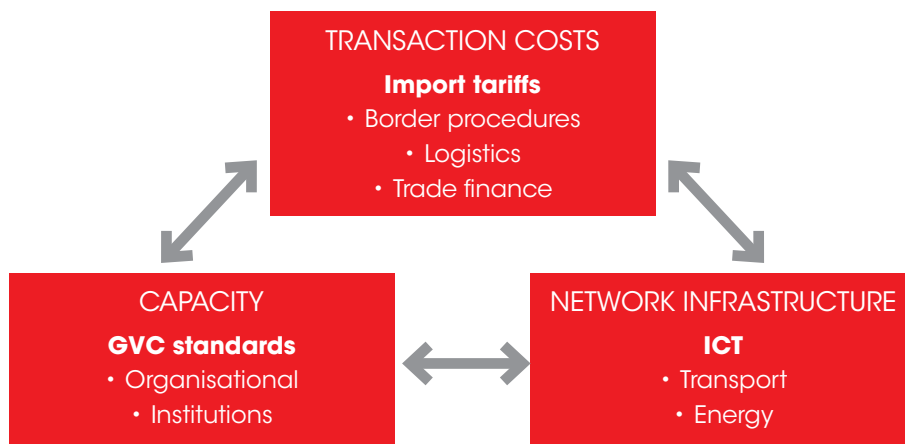 TRANSACTION COSTS
Import tariffs
• Border procedures
• Logistics
• Trade finance
CAPACITY
GVC standards
• Organisational
• Institutions
NETWORK INFRASTRUCTURE
ICT
• Transport
• Energy